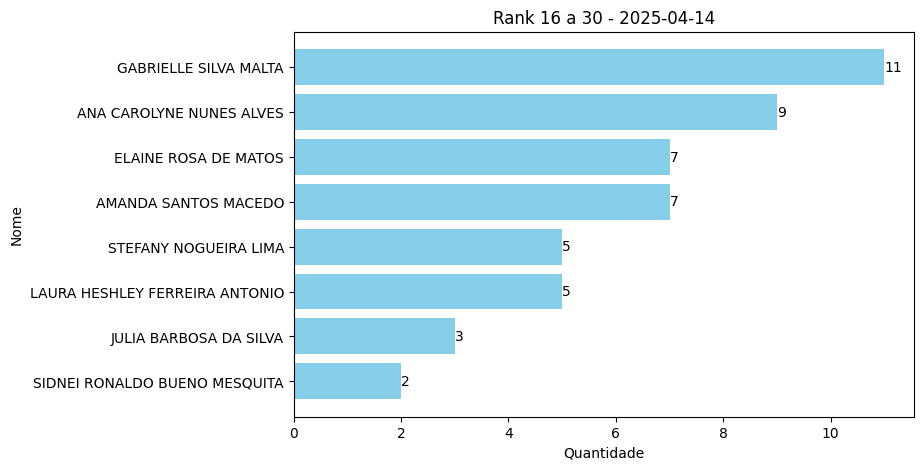 Rank 16 a 30 - 2025-04-14
GABRIELLE SILVA MALTA 11
ANA CAROLYNE NUNES ALVES 9
ELAINE ROSA DE MATOS 7
AMANDA SANTOS MACEDO 7
STEFANY NOGUEIRA LIMA 5
LAURA HESHLEY FERREIRA ANTONIO 5
JULIA BARBOSA DA SILVA 3
SIDNEI RONALDO BUENO MESQUITA 2
Nome
0 2 4 6 8 10
Quantidade